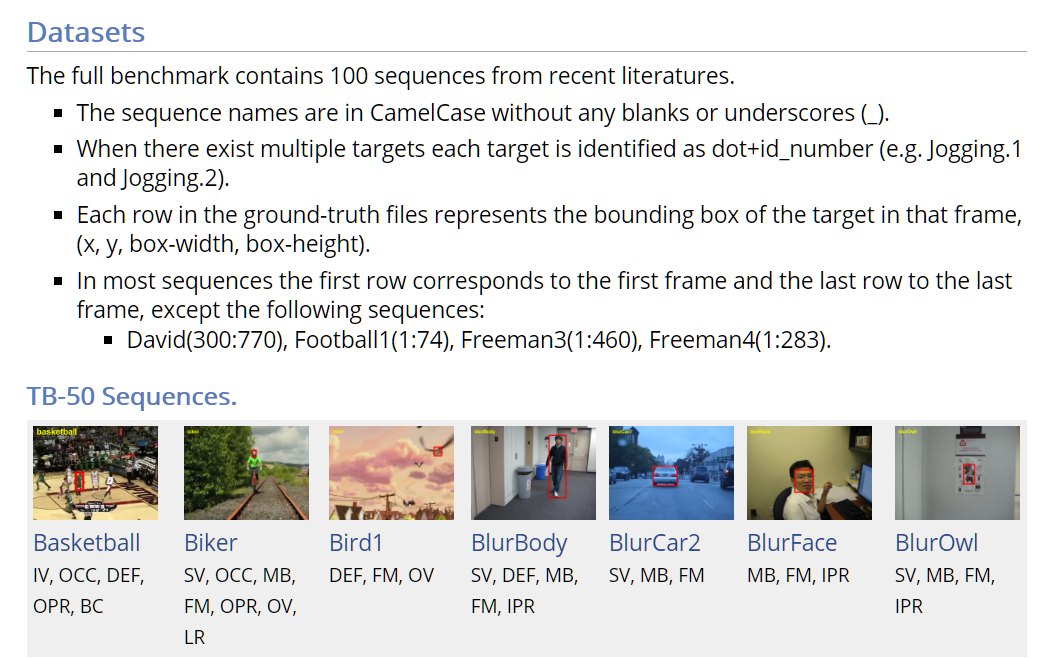 Datasets
The full benchmark contains 100 sequences from recent literatures.
▪ The sequence names are in CamelCase without any blanks or underscores (_).
▪ When there exist multiple targets each target is identified as dot+id_number (e.g. Jogging.1
and Jogging.2).
▪ Each row in the ground-truth files represents the bounding box of the target in that frame,
(x, y, box-width, box-height).
▪ In most sequences the first row corresponds to the first frame and the last row to the last
frame, except the following sequences:
▪ David(300:770), Football1(1:74), Freeman3(1:460), Freeman4(1:283).
TB-50 Sequences.
basketball
Basketball
IV, OCC, DEF,
OPR, BC
Biker
SV, OCC, MB,
FM, OPR, OV,
LR
Bird1
DEF, FM, OV
BlurBody
SV, DEF, MB,
FM, IPR
BlurCar2
SV, MB, FM
BlurFace
MB, FM, IPR
BlurOwl
SV, MB, FM,
IPR